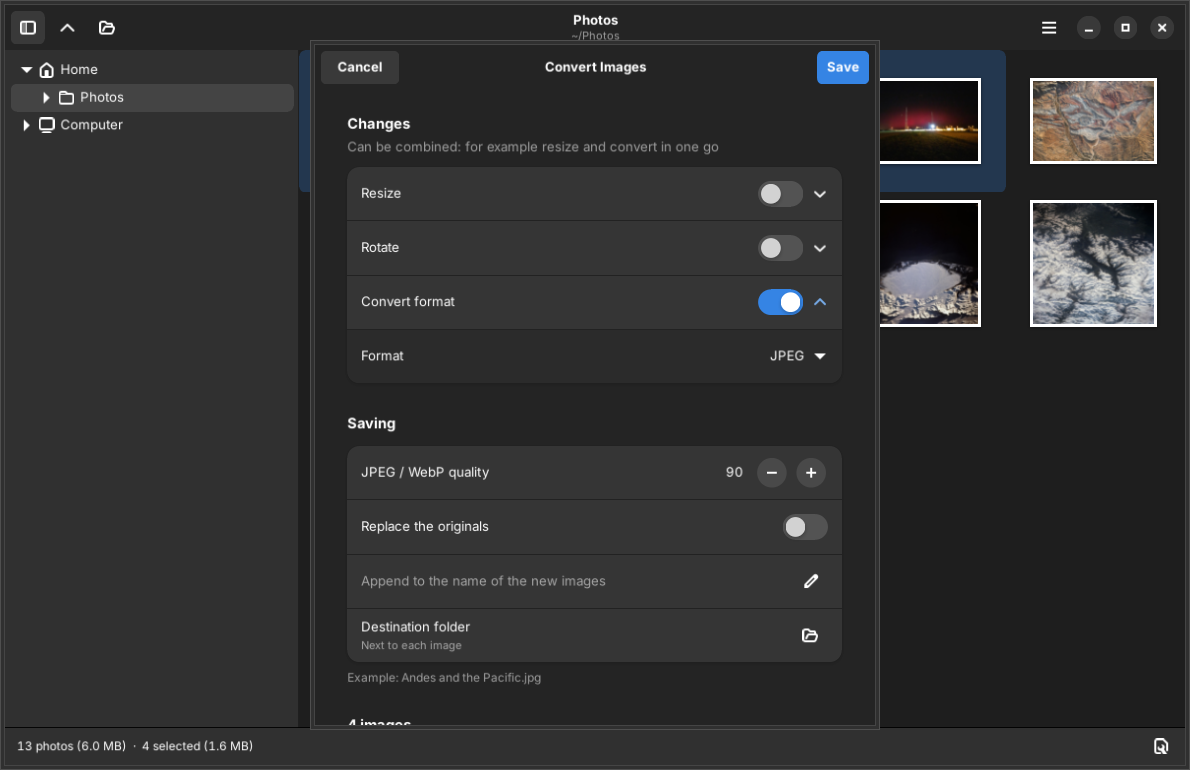 Photos
~/Photos
Home
Photos
Computer
Cancel
Convert Images
Save
Changes
Can be combined: for example resize and convert in one go
Resize
Rotate
Convert format
Format
JPEG
Saving
JPEG / WebP quality
90
Replace the originals
Append to the name of the new images
Destination folder
Next to each image
Example: Andes and the Pacific.jpg
4 images
13 photos (6.0 MB) · 4 selected (1.6 MB)